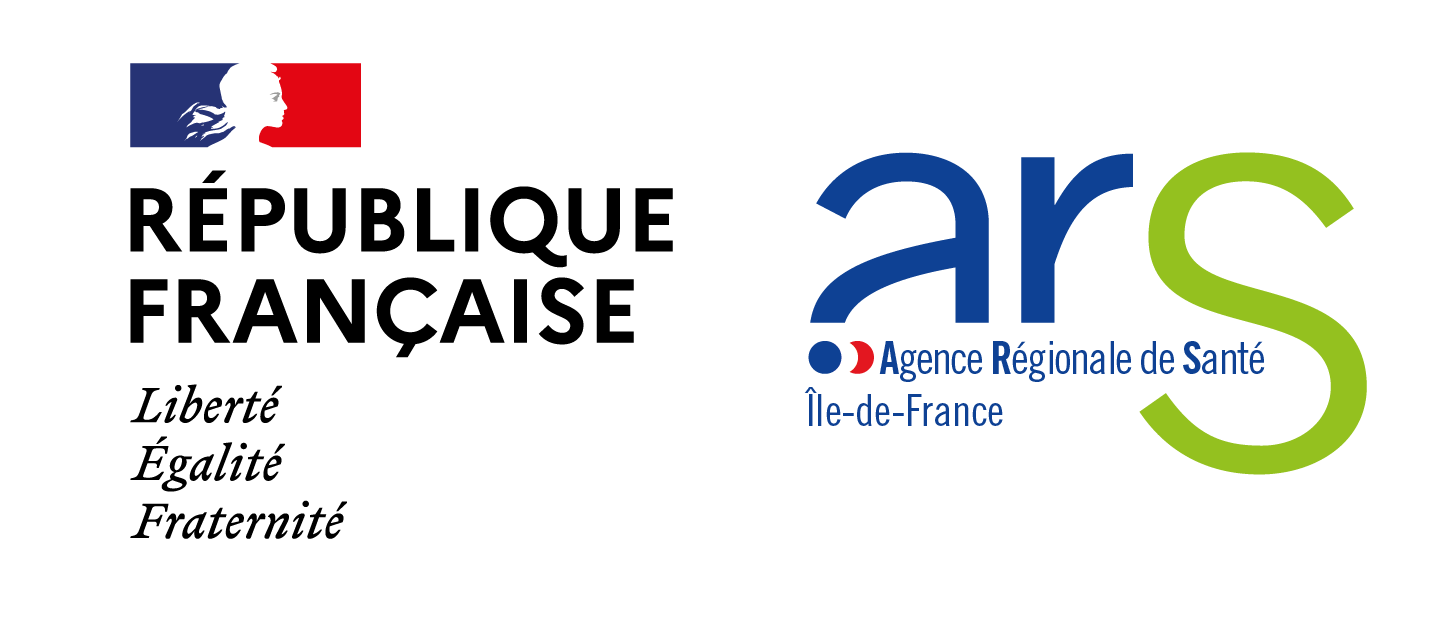 RÉPUBLIQUE
FRANÇAISE
Liberté
Égalité
Fraternité
ars
Agence Régionale de Santé
Île-de-France